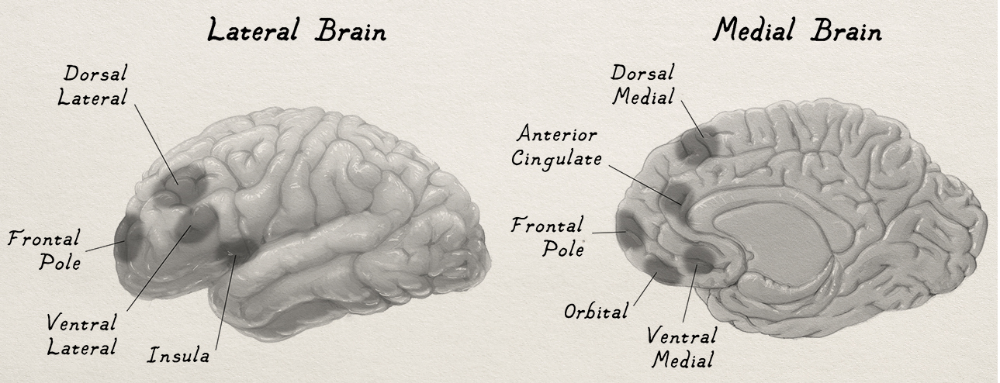 Lateral Brain
Dorsal
Lateral
Frontal
Pole
Ventral
Lateral
Insula
Medial Brain
Dorsal
Medial
Anterior
Cingulate
Frontal
Pole
Orbital
Ventral
Medial